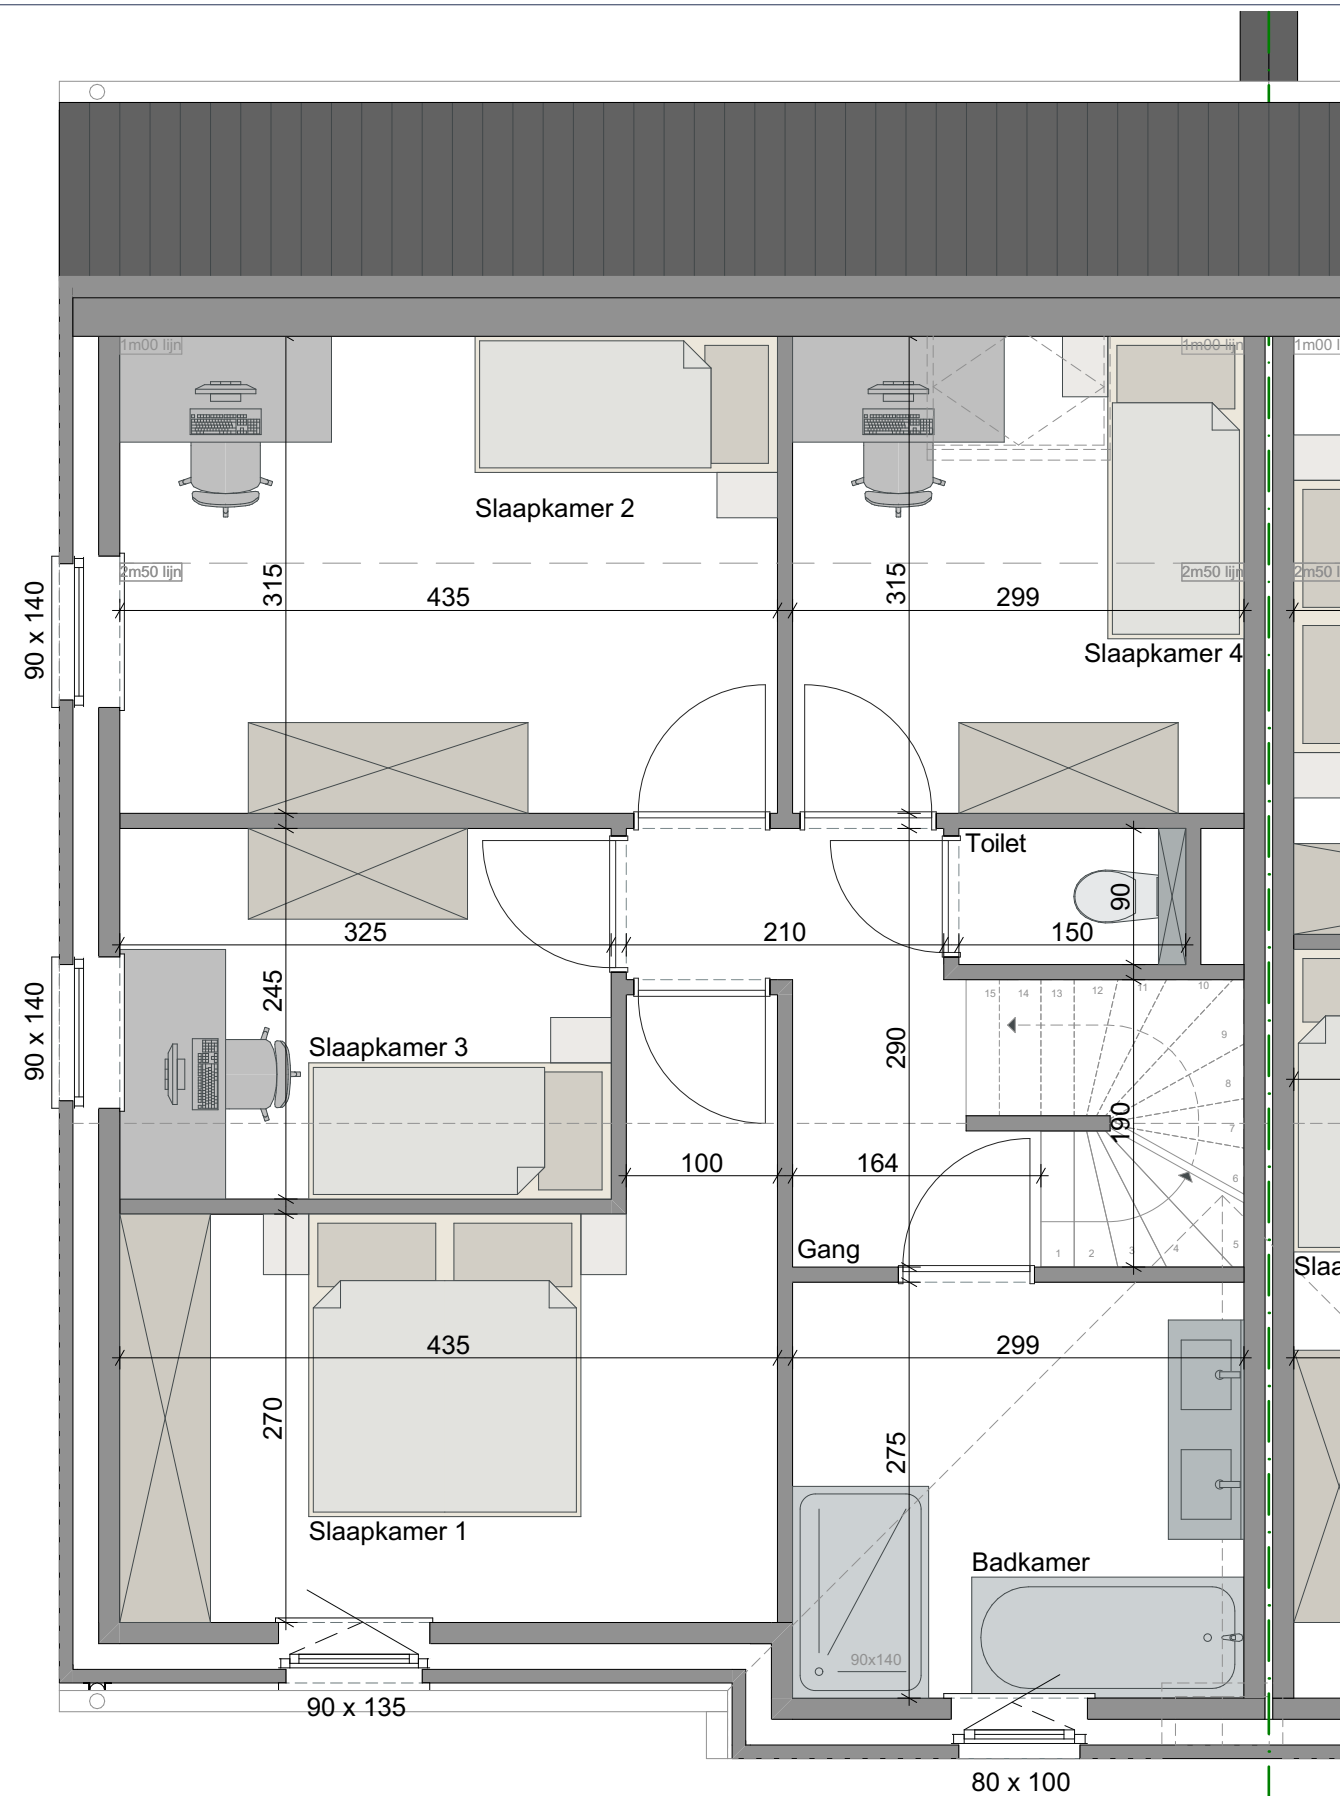 1m00 lijn
1m00 lijn
1m00 l
Slaapkamer 2
2m50 lijn
2m50 lijn
2m50 l
315
315
435
299
90 x 140
Slaapkamer 4
Toilet
90
325
210
150
245
90 x 140
15
14
13
12
11
10
9
8
7
6
5
4
3
2
1
Slaapkamer 3
290
190
100
164
Gang
Slaa
435
299
270
275
Slaapkamer 1
Badkamer
90x140
90 x 135
80 x 100